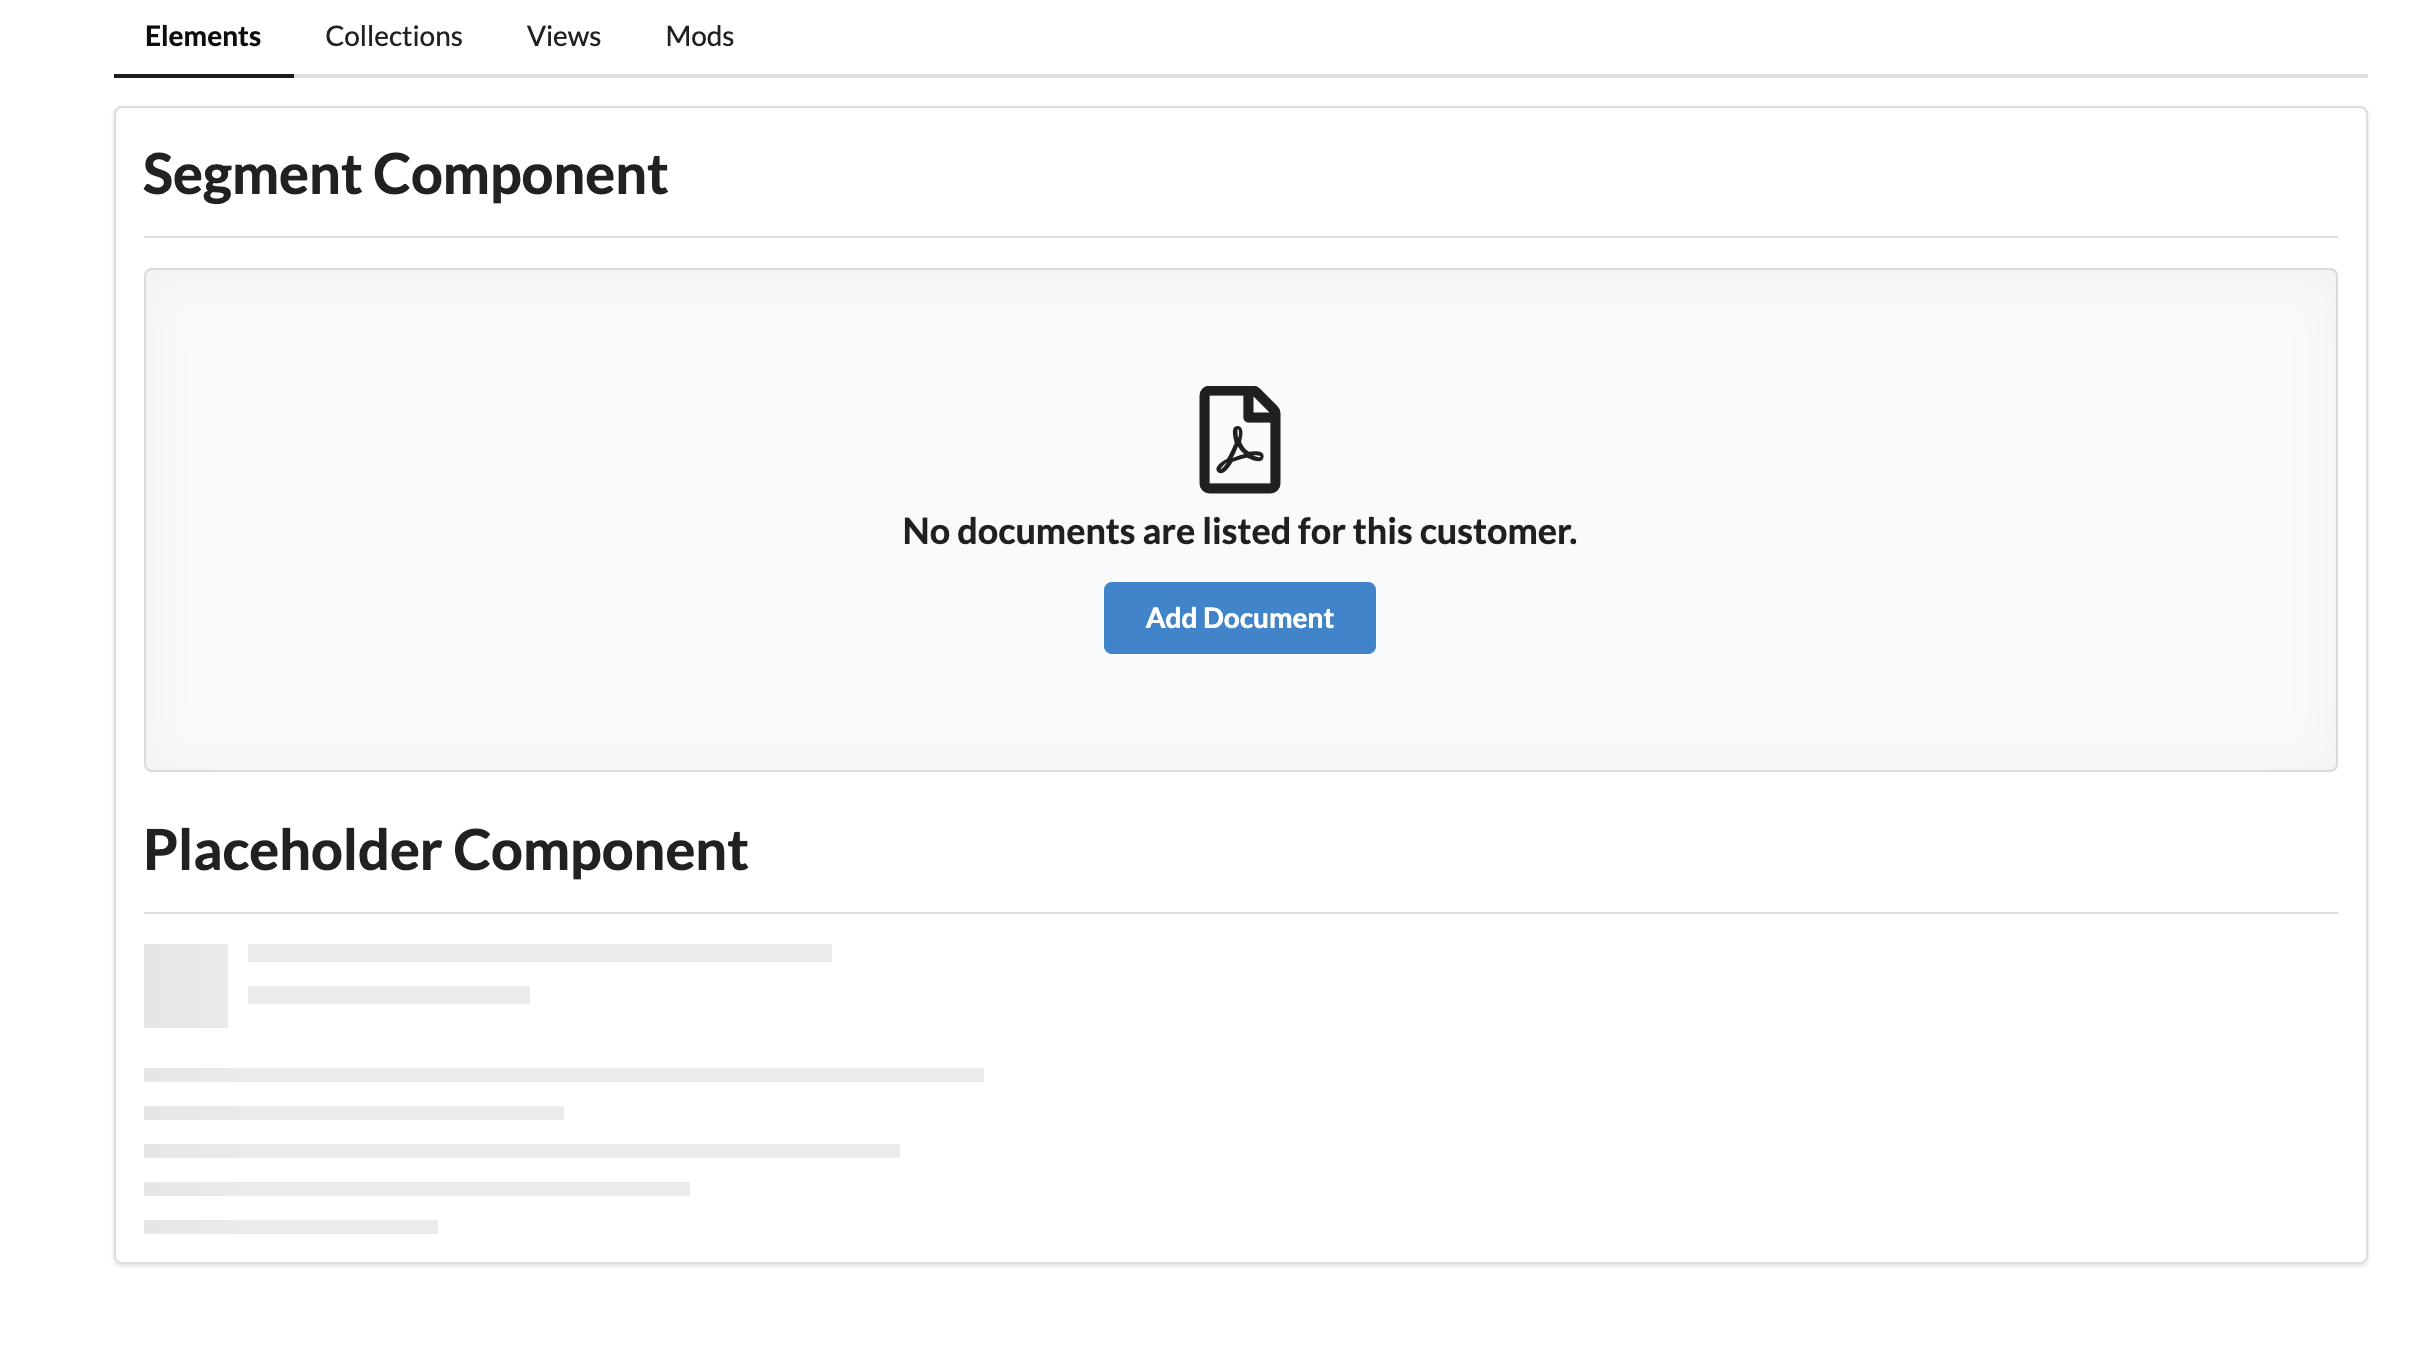 Elements
Collections
Views
Mods
Segment Component
No documents are listed for this customer.
Add Document
Placeholder Component